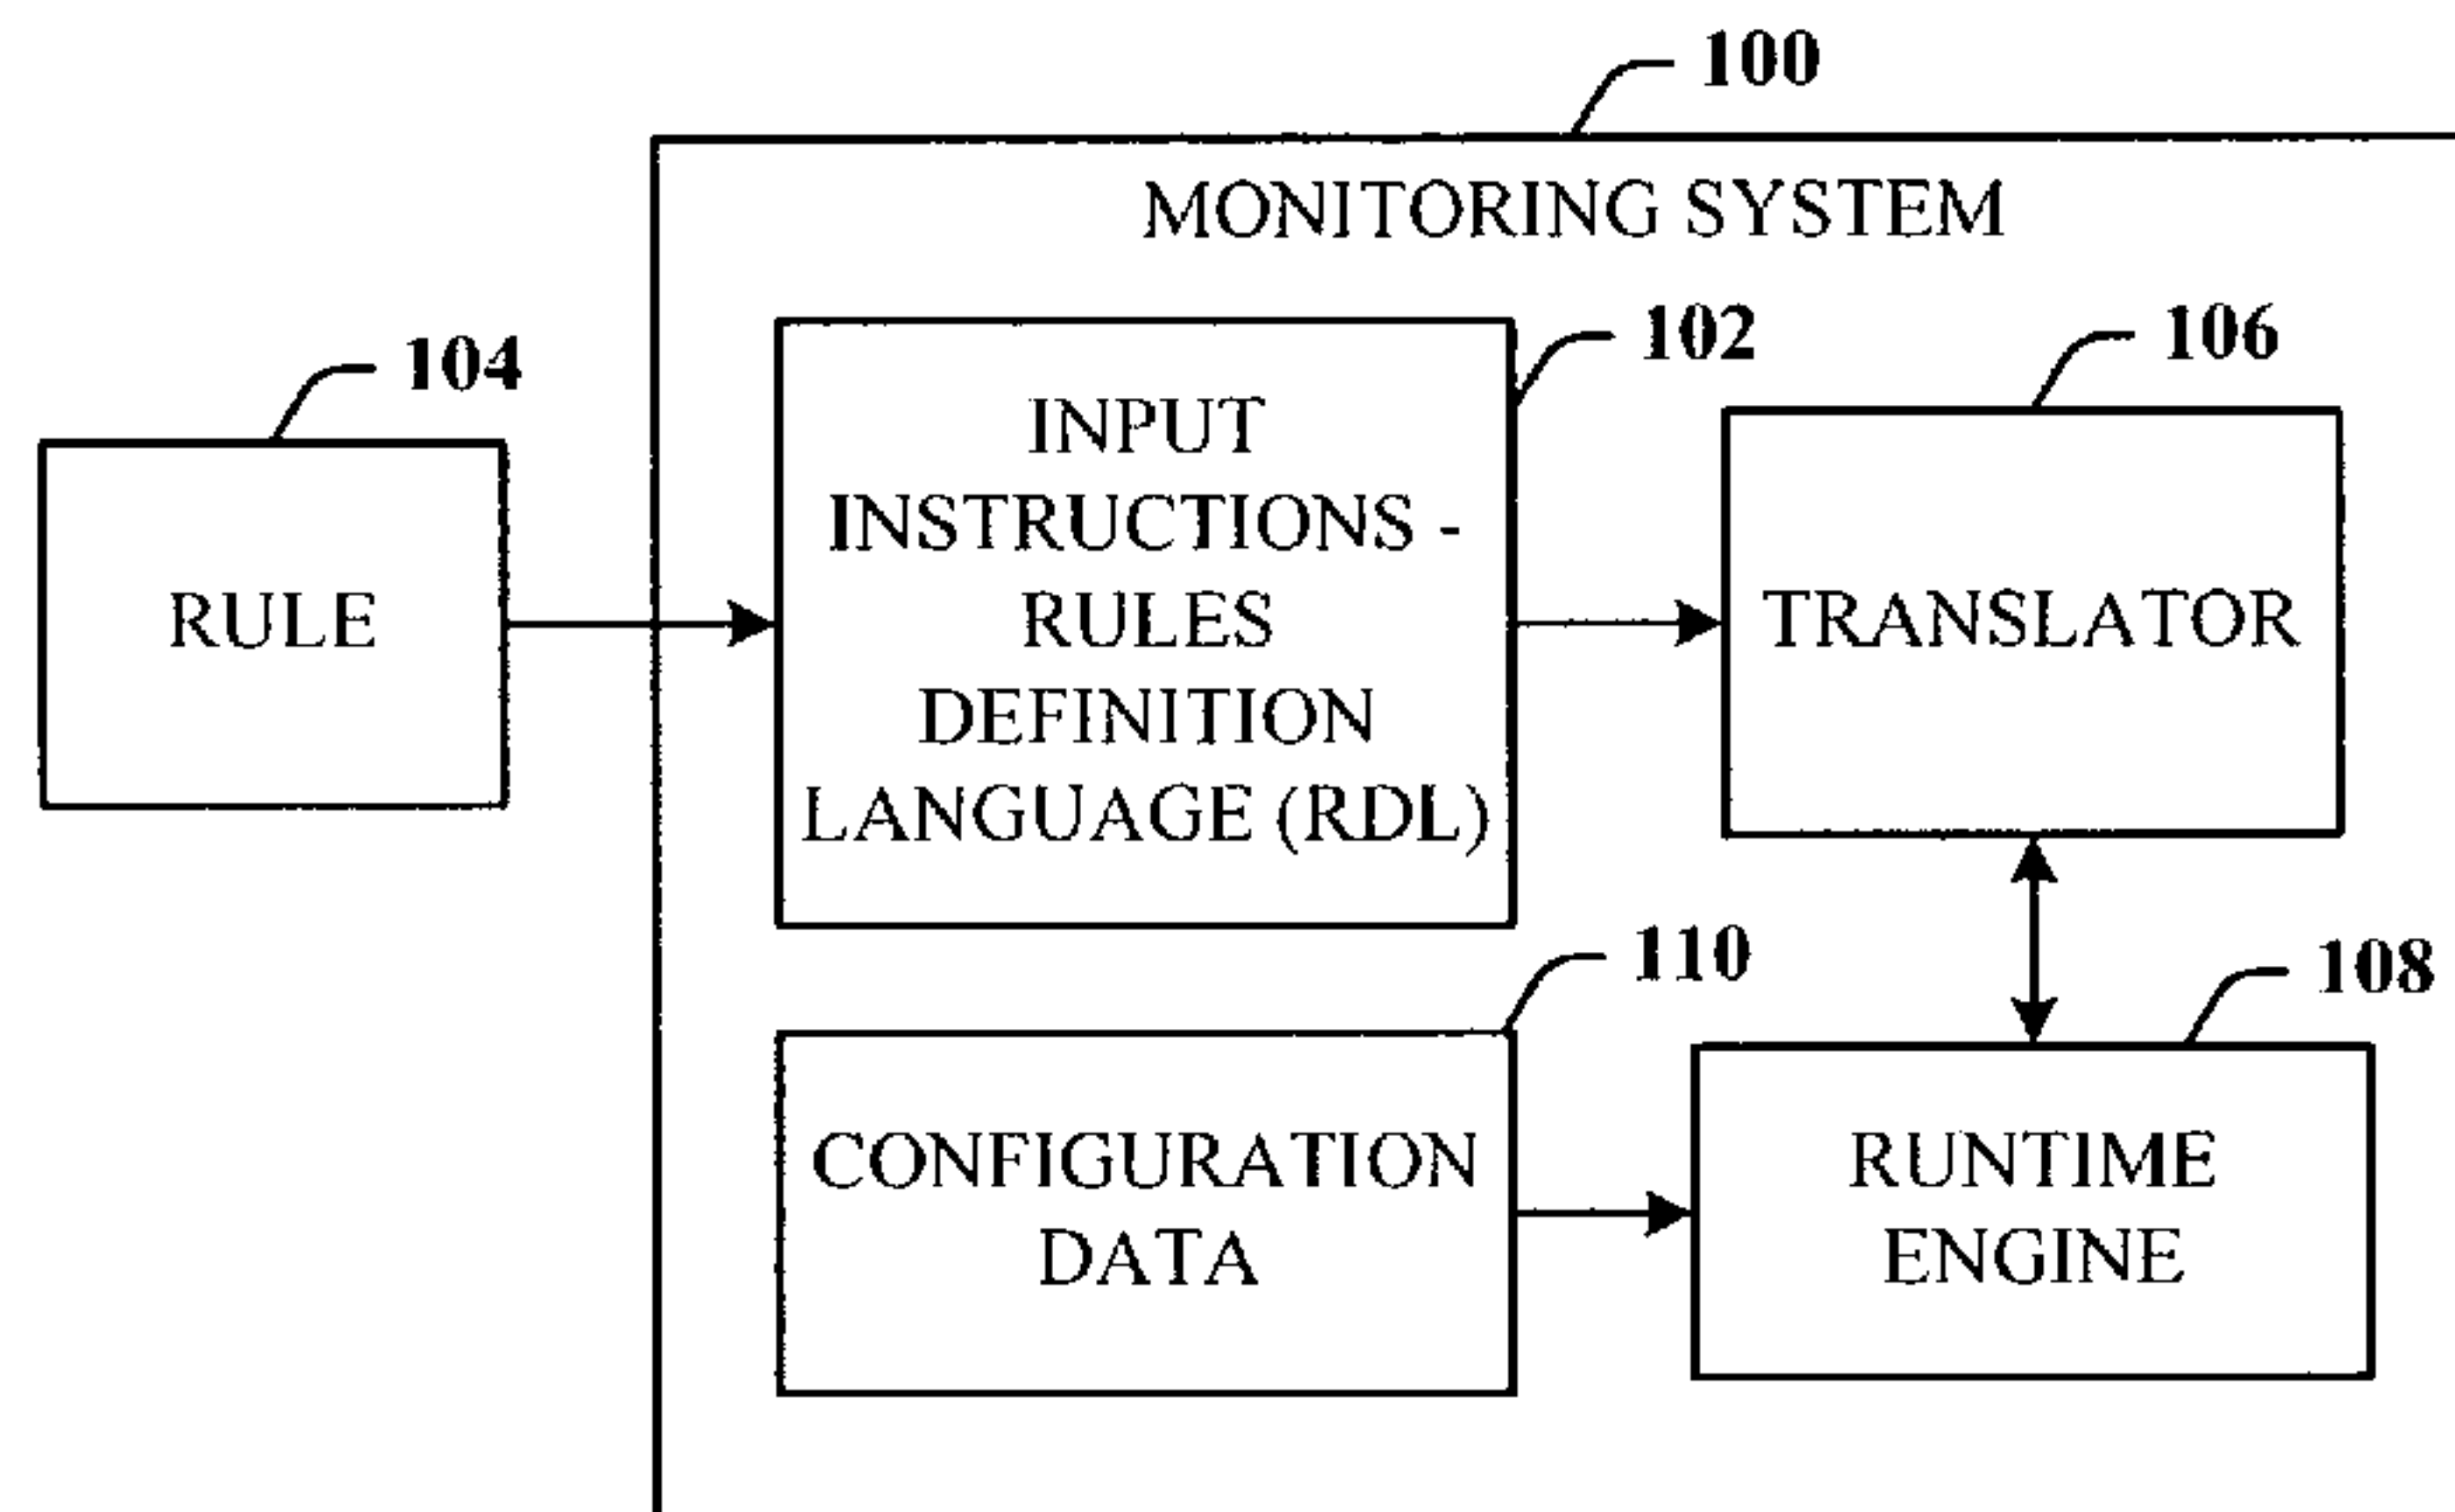 100
MONITORING SYSTEM
104
RULE
102
INPUT
INSTRUCTIONS -
RULES
DEFINITION
LANGUAGE (RDL)
106
TRANSLATOR
110
CONFIGURATION
DATA
108
RUNTIME
ENGINE